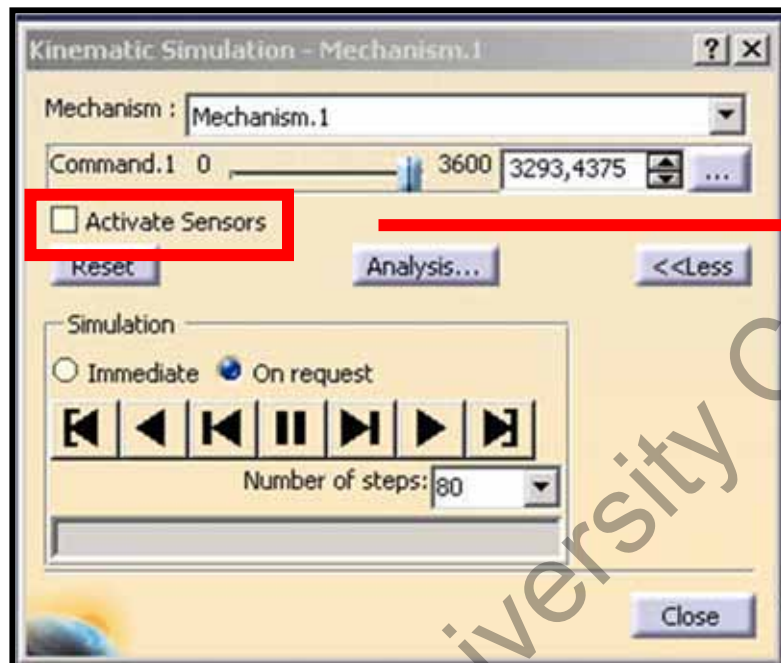 Kinematic Simulation - Mechanism.1
Mechanism : Mechanism.1
Command.1 0 3600 3293,4375 ...
Activate Sensors
Reset Analysis... <<Less
Simulation
Immediate On request
Number of steps: 80
Close